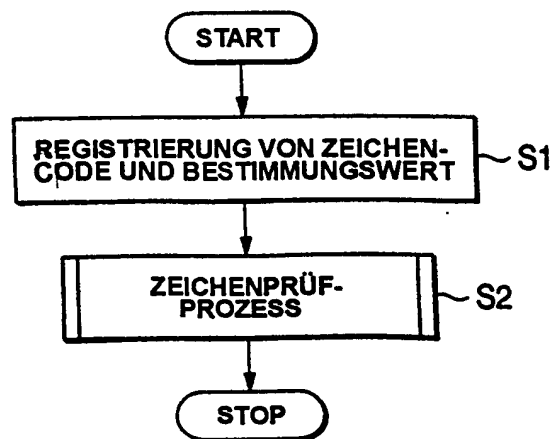 START
REGISTRIERUNG VON ZEICHEN-
CODE UND BESTIMMUNGSWERT
S1
ZEICHENPRÜF-
PROZESS
S2
STOP